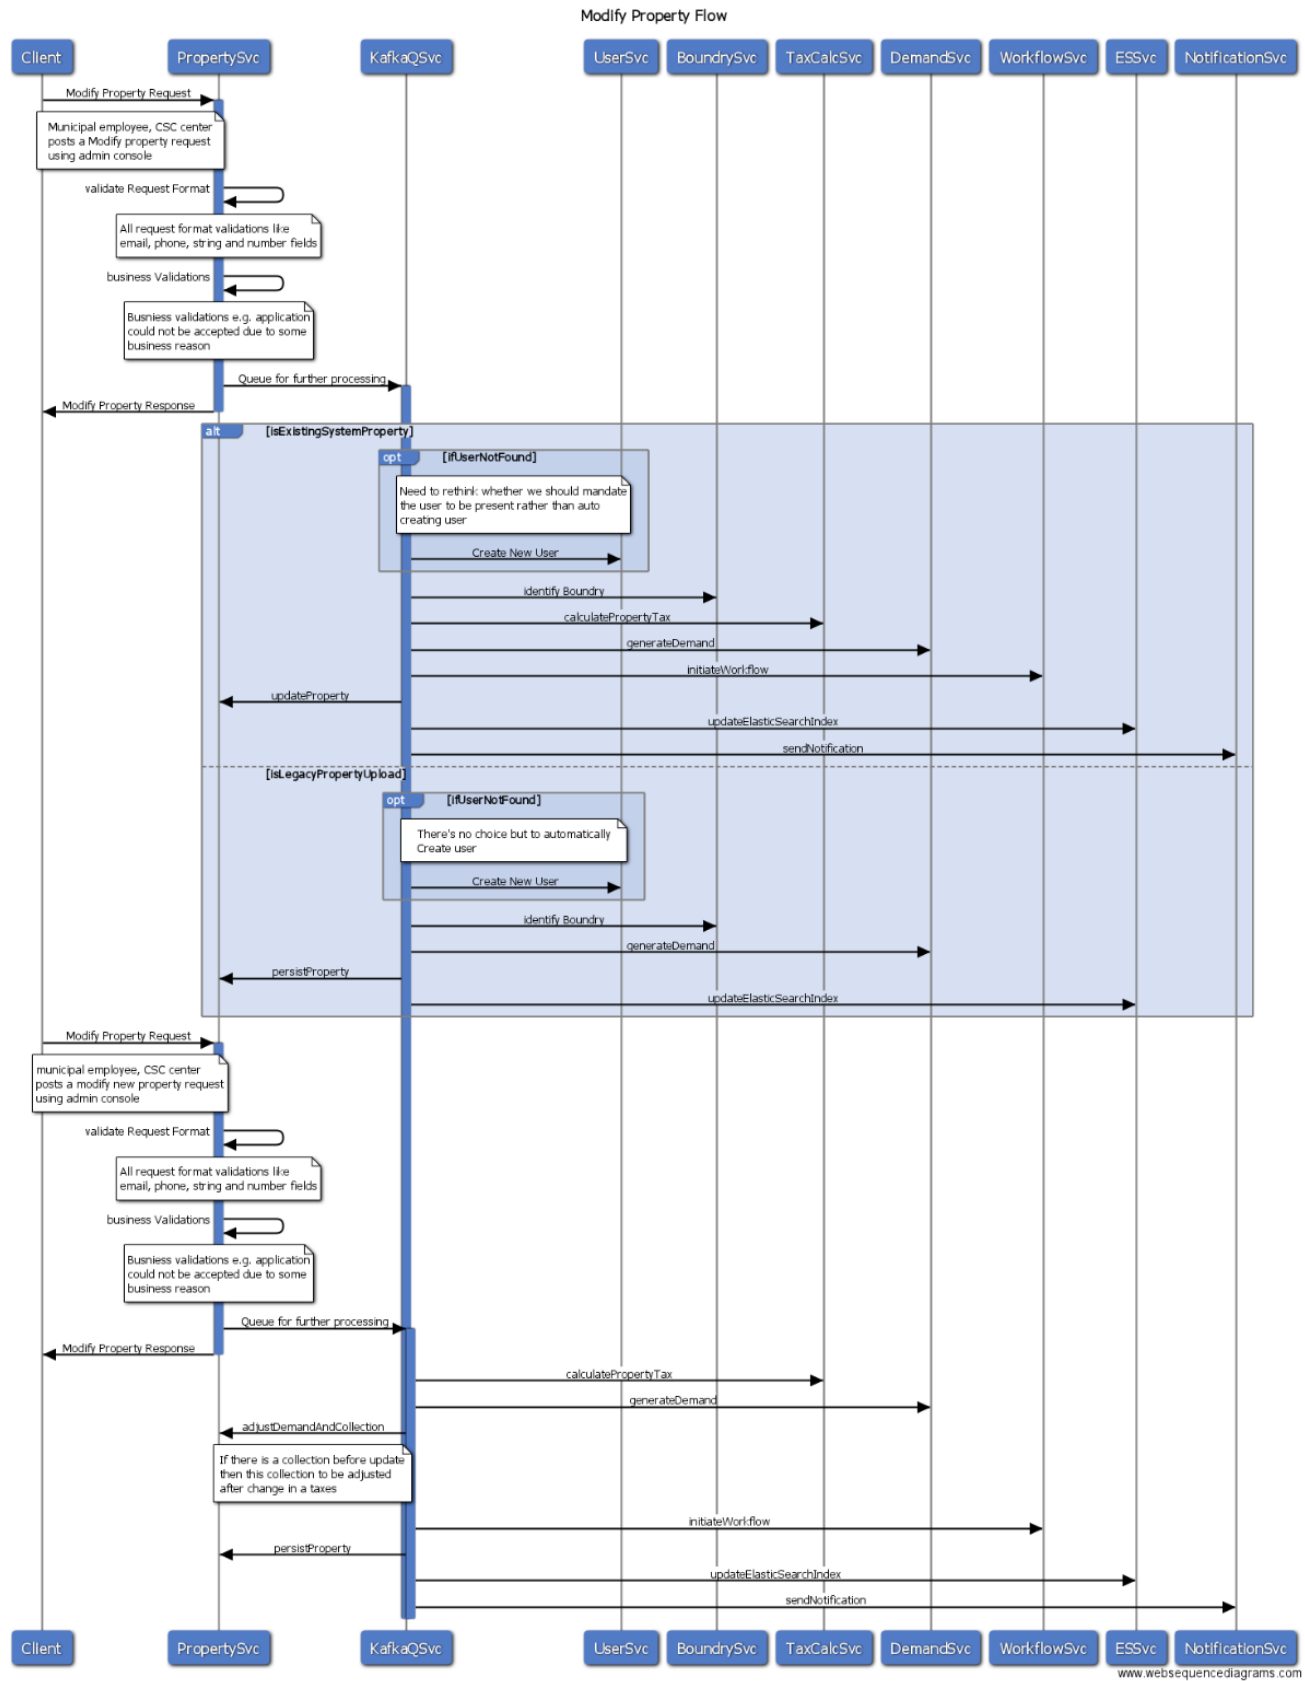 Modify Property Flow
Client PropertySvc KafkaQSvc UserSvc BoundrySvc TaxCalcSvc DemandSvc WorkflowSvc ESSvc NotificationSvc
Modify Property Request
Municipal employee, CSC center
posts a Modify property request
using admin console
validate Request Format
All request format validations like
email, phone, string and number fields
business Validations
Busniess validations e.g. application
could not be accepted due to some
business reason
Queue for further processing
Modify Property Response
alt [isExistingSystemProperty]
opt [ifUserNotFound]
Need to rethink whether we should mandate
the user to be present rather than auto
creating user
Create New User
identify Boundry
calculatePropertyTax
generateDemand
initiateWorkflow
updateProperty
updateElasticSearchIndex
sendNotification
[isLegacyPropertyUpload]
opt [ifUserNotFound]
There's no choice but to automatically
Create user
Create New User
identify Boundry
generateDemand
persistProperty
updateElasticSearchIndex
Modify Property Request
municipal employee, CSC center
posts a modify new property request
using admin console
validate Request Format
All request format validations like
email, phone, string and number fields
business Validations
Busniess validations e.g. application
could not be accepted due to some
business reason
Queue for further processing
Modify Property Response
calculatePropertyTax
generateDemand
adjustDemandAndCollection
If there is a collection before update
then this collection to be adjusted
after change in a taxes
initiateWorkflow
persistProperty
updateElasticSearchIndex
sendNotification
Client PropertySvc KafkaQSvc UserSvc BoundrySvc TaxCalcSvc DemandSvc WorkflowSvc ESSvc NotificationSvc
www.websequencediagrams.com